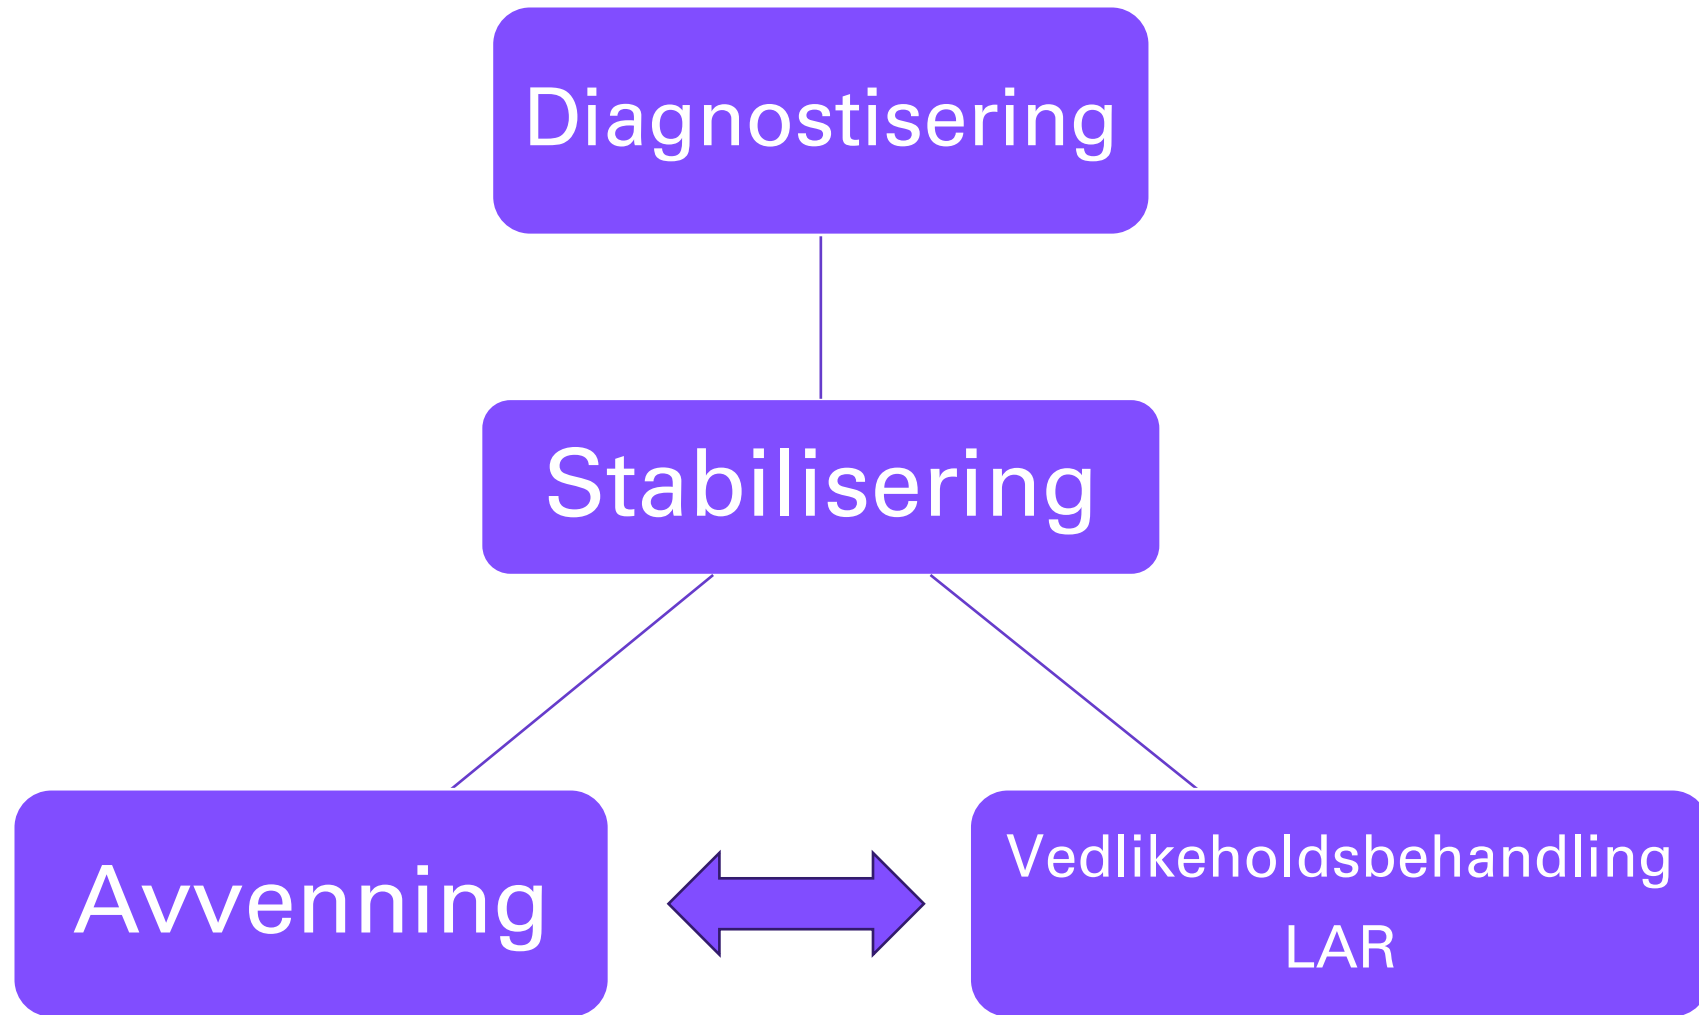 Diagnostisering
Stabilisering
Avvenning
Vedlikeholdsbehandling
LAR